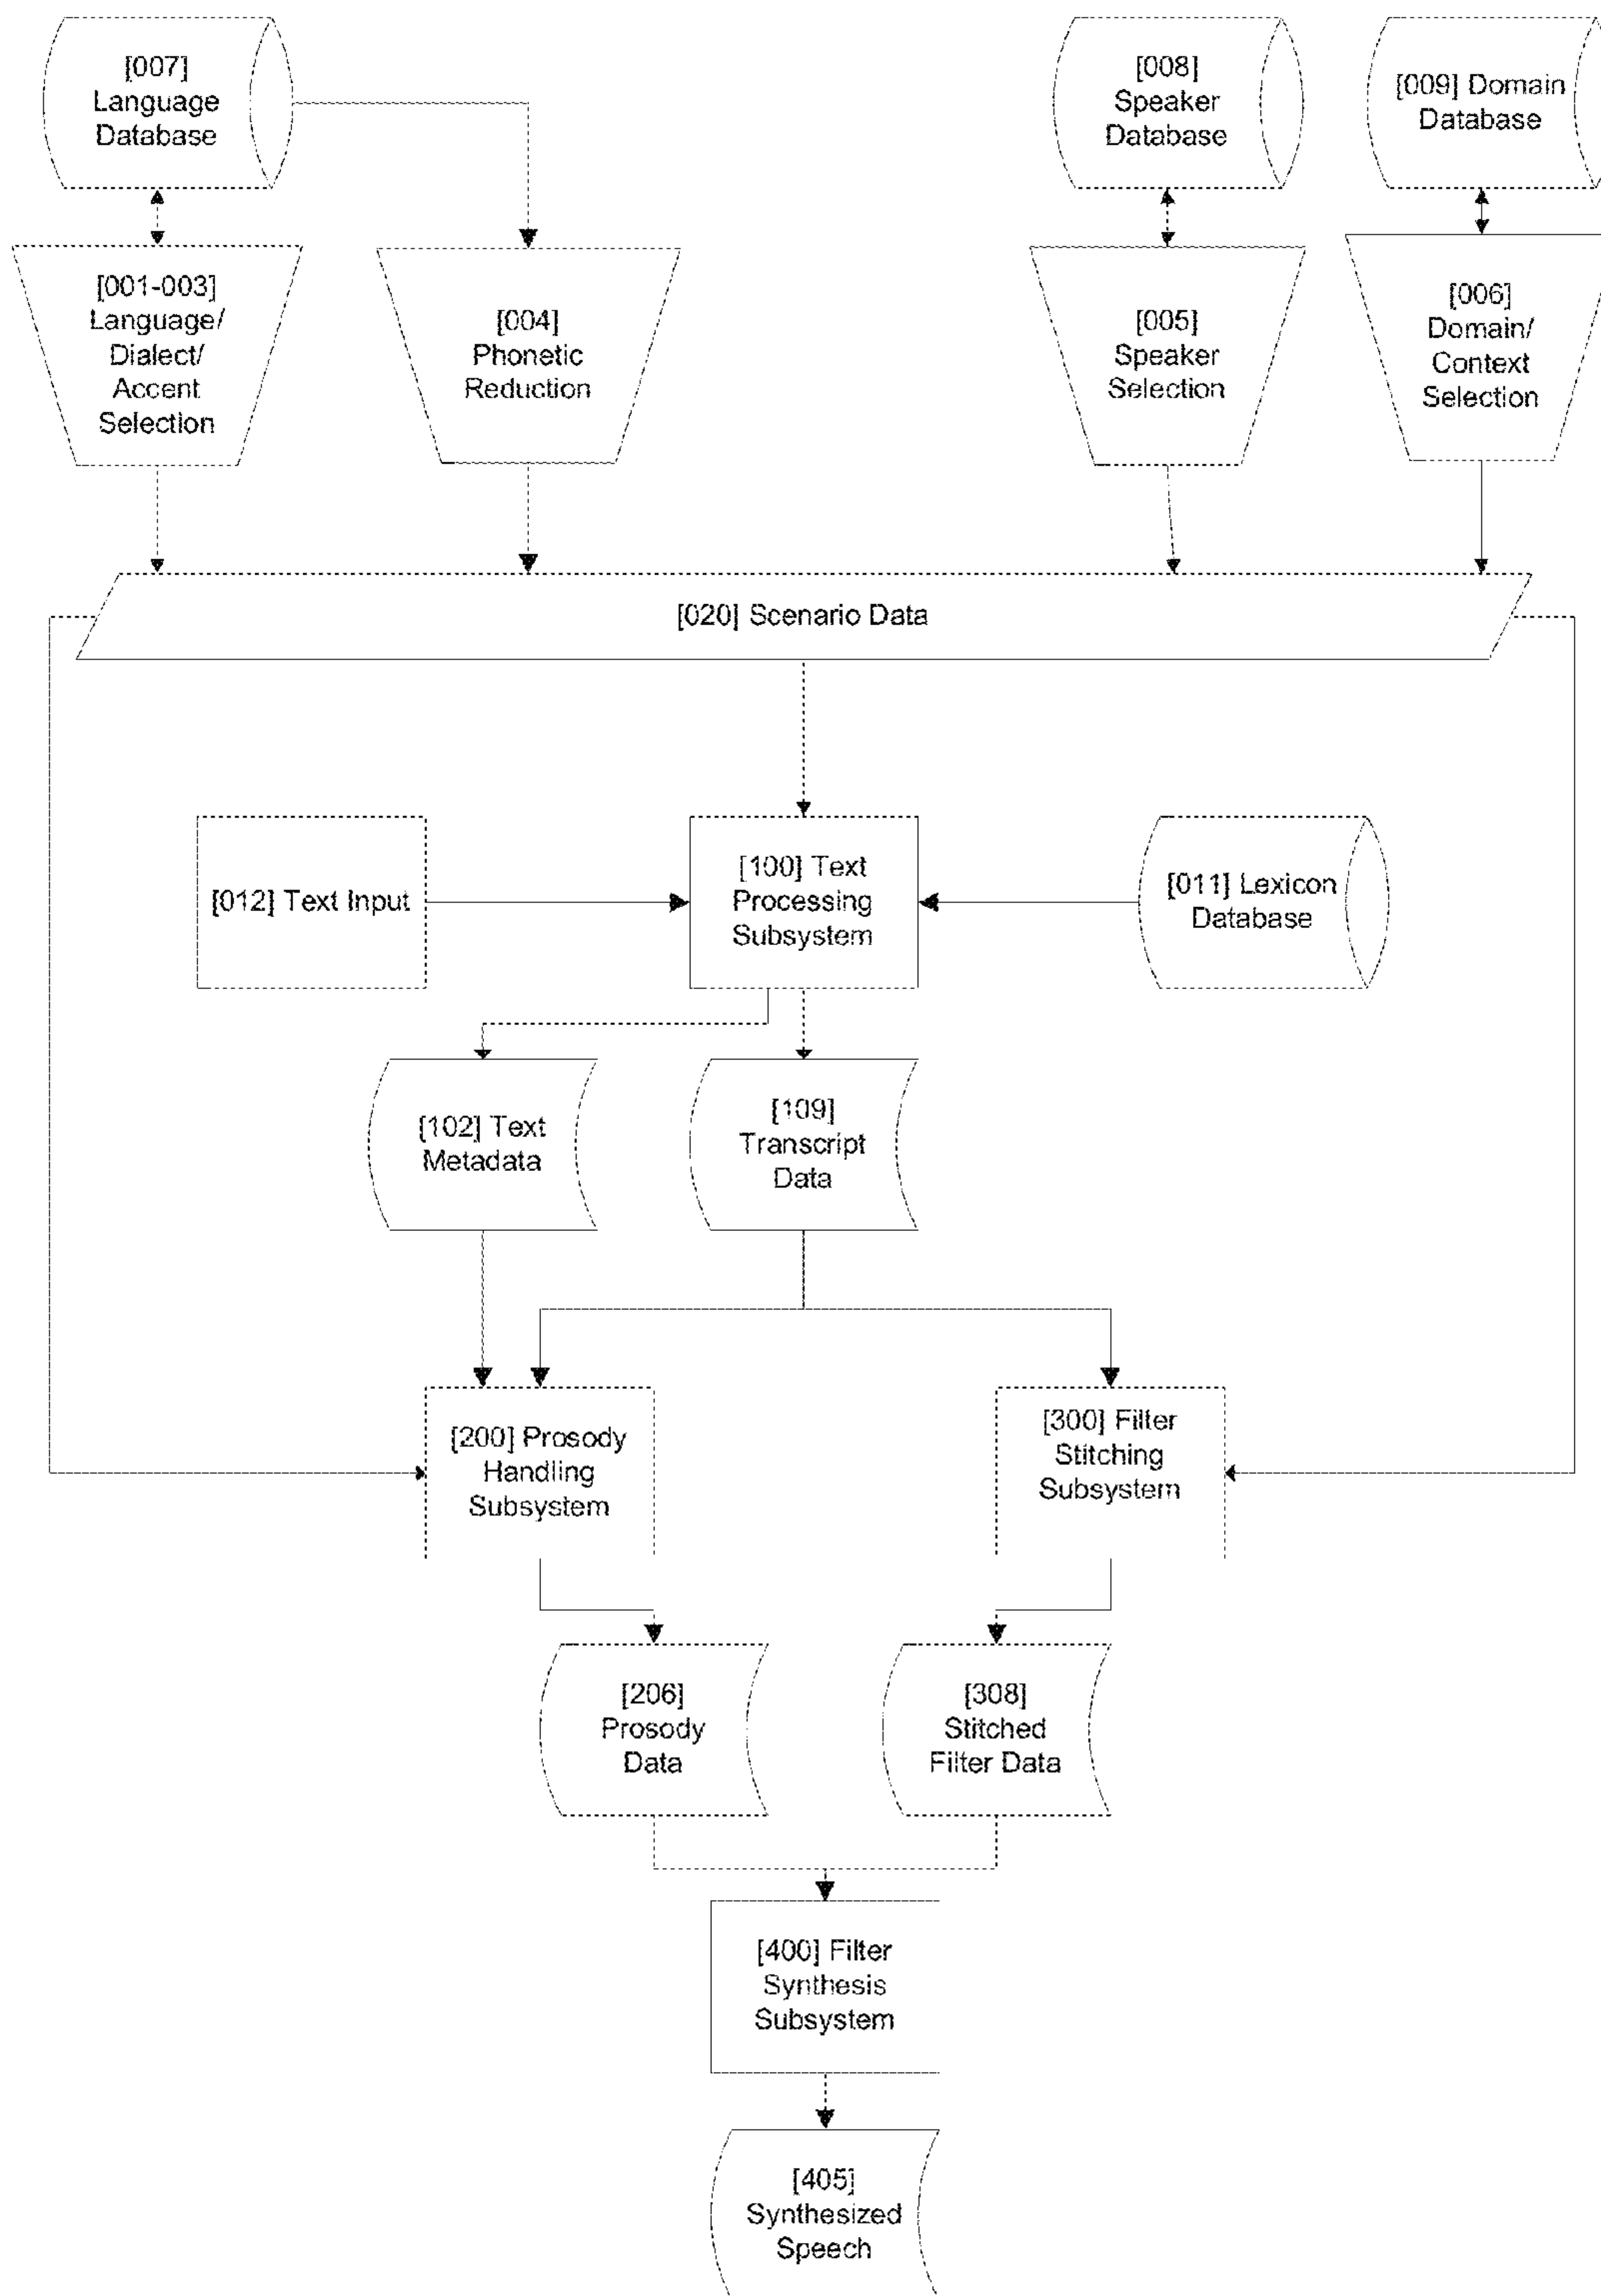 [007]
Language
Database
[008]
Speaker
Database
[009] Domain
Database
[001-003]
Language/
Dialect/
Accent
Selection
[004]
Phonetic
Reduction
[005]
Speaker
Selection
[006]
Domain/
Context
Selection
[020] Scenario Data
[012] Text Input
[100] Text
Processing
Subsystem
[011] Lexicon
Database
[102] Text
Metadata
[109]
Transcript
Data
[200] Prosody
Handling
Subsystem
[300] Filter
Stitching
Subsystem
[206]
Prosody
Data
[308]
Stitched
Filter Data
[400] Filter
Synthesis
Subsystem
[405]
Synthesized
Speech